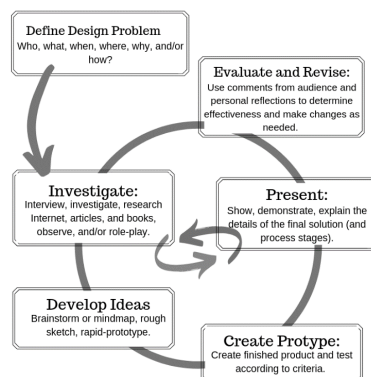 Define Design Problem
Who, what, when, where, why, and/or
how?
Evaluate and Revise:
Use comments from audience and
personal reflections to determine
effectiveness and make changes as
needed.
Investigate:
Interview, investigate, research
Internet, articles, and books,
observe, and/or role-play.
Present:
Show, demonstrate, explain the
details of the final solution (and
process stages).
Develop Ideas
Brainstorm or mindmap, rough
sketch, rapid-prototype.
Create Protype:
Create finished product and test
according to criteria.